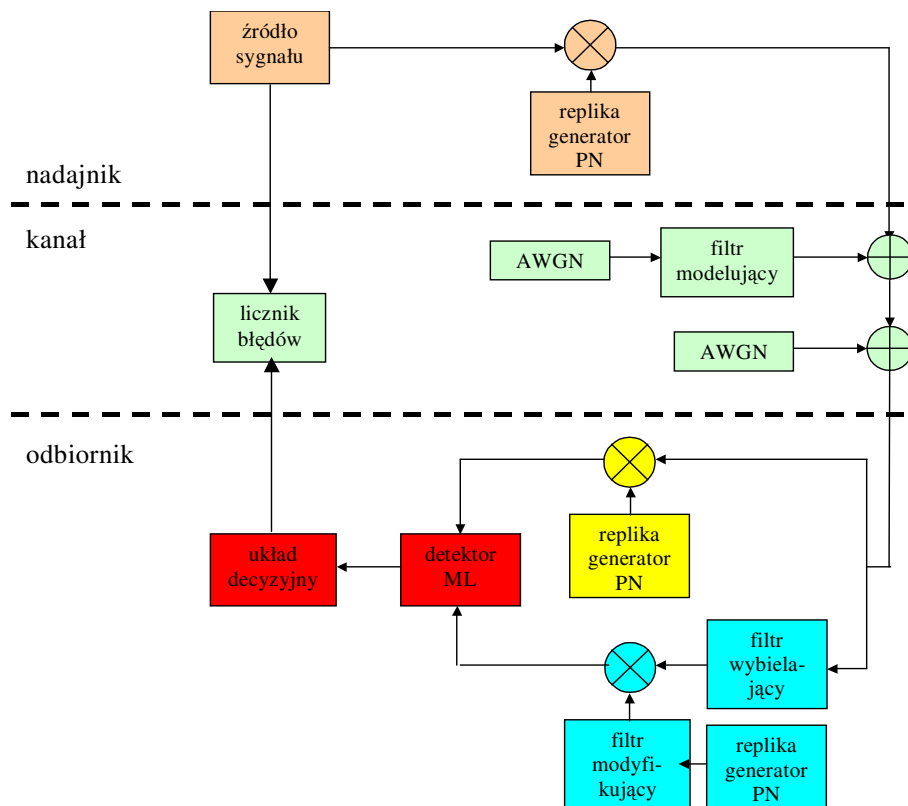 źródło
sygnału
replika
generator
PN
nadajnik
kanał
AWGN
filtr
modelujący
licznik
błędów
AWGN
odbiornik
replika
generator
PN
układ
decyzyjny
detektor
ML
filtr
wybiela-
jący
filtr
modyfi-
kujący
replika
generator
PN